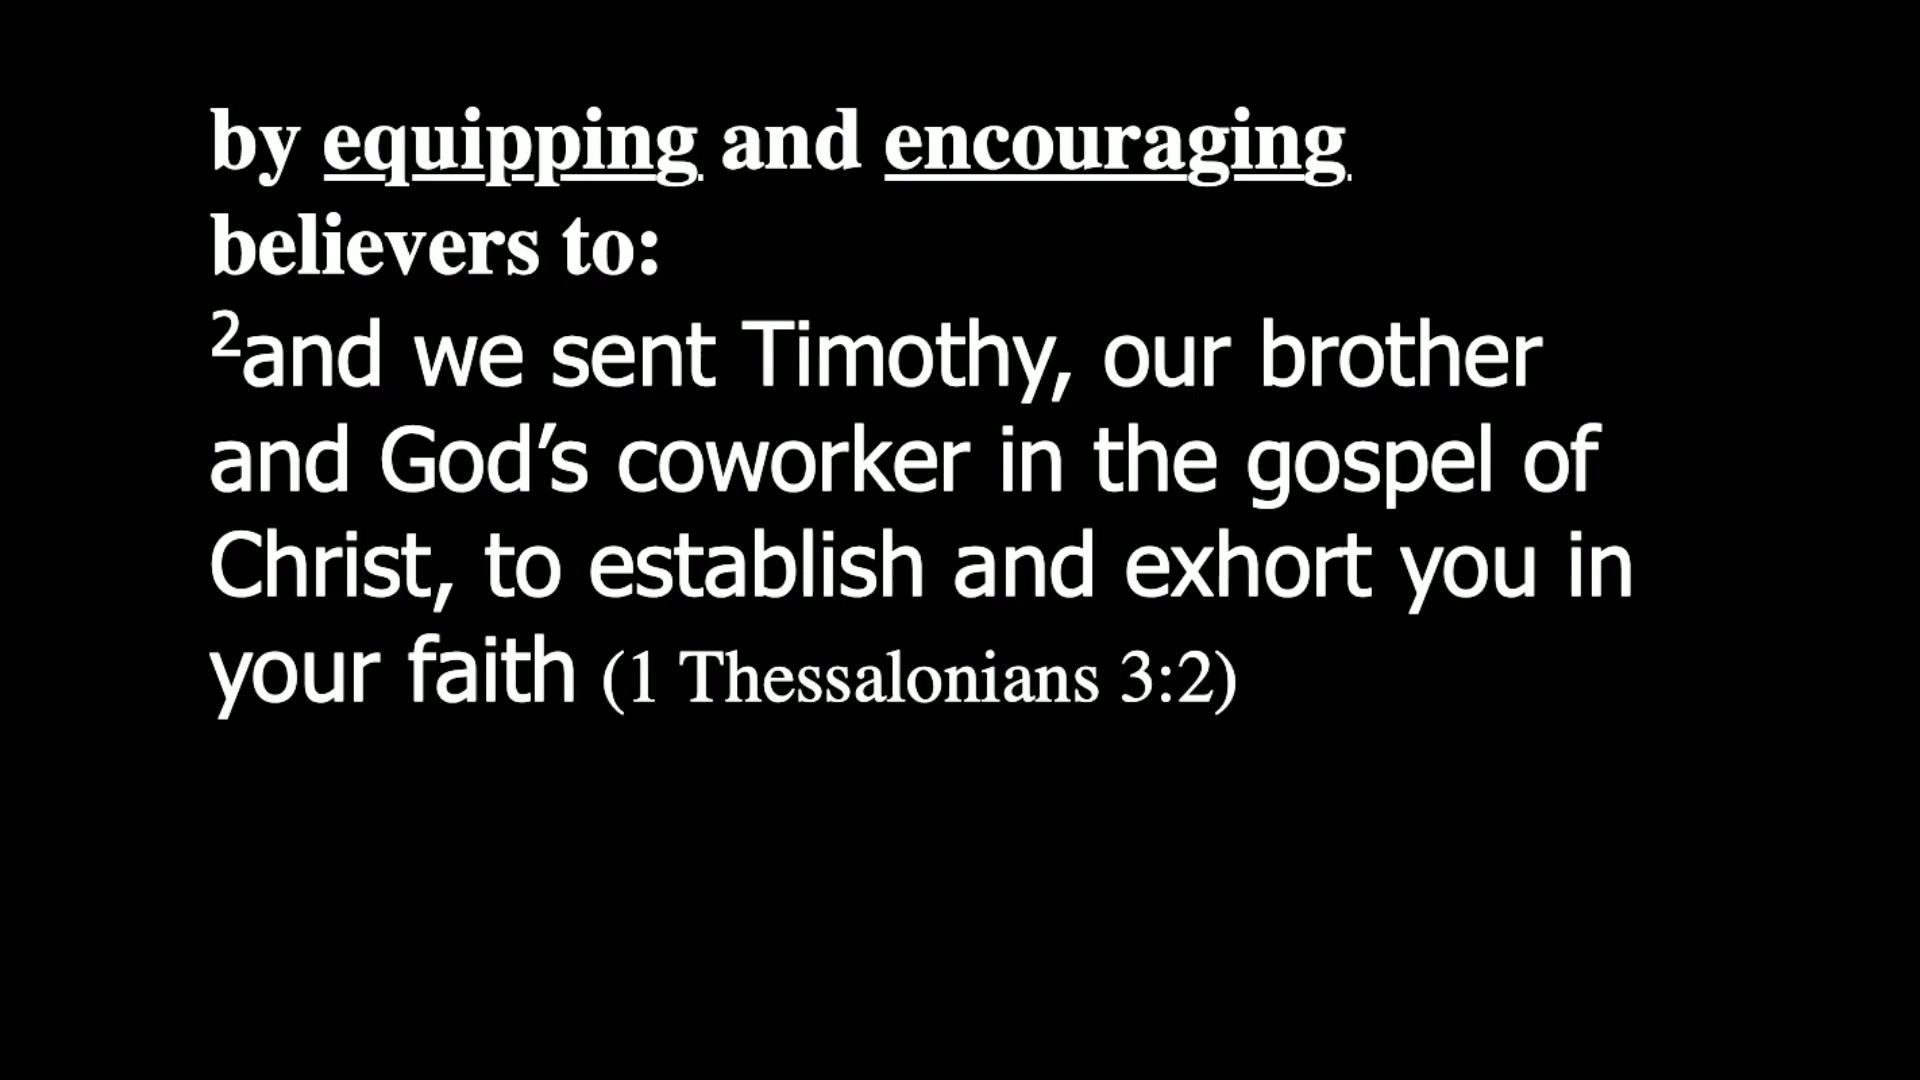 by equipping and encouraging
believers to:
²and we sent Timothy, our brother
and God’s coworker in the gospel of
Christ, to establish and exhort you in
your faith (1 Thessalonians 3:2)